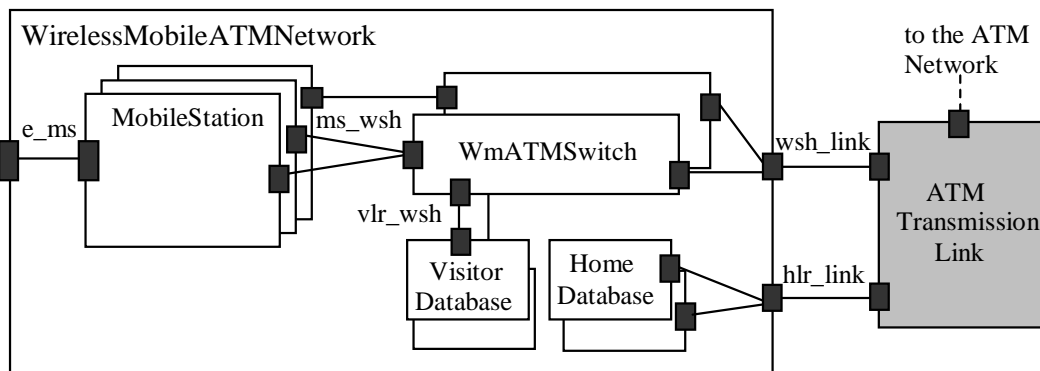 WirelessMobileATMNetwork
to the ATM
Network
e_ms
MobileStation
ms_wsh
WmATMSwitch
wsh_link
ATM
Transmission
Link
vlr_wsh
Visitor
Database
Home
Database
hlr_link